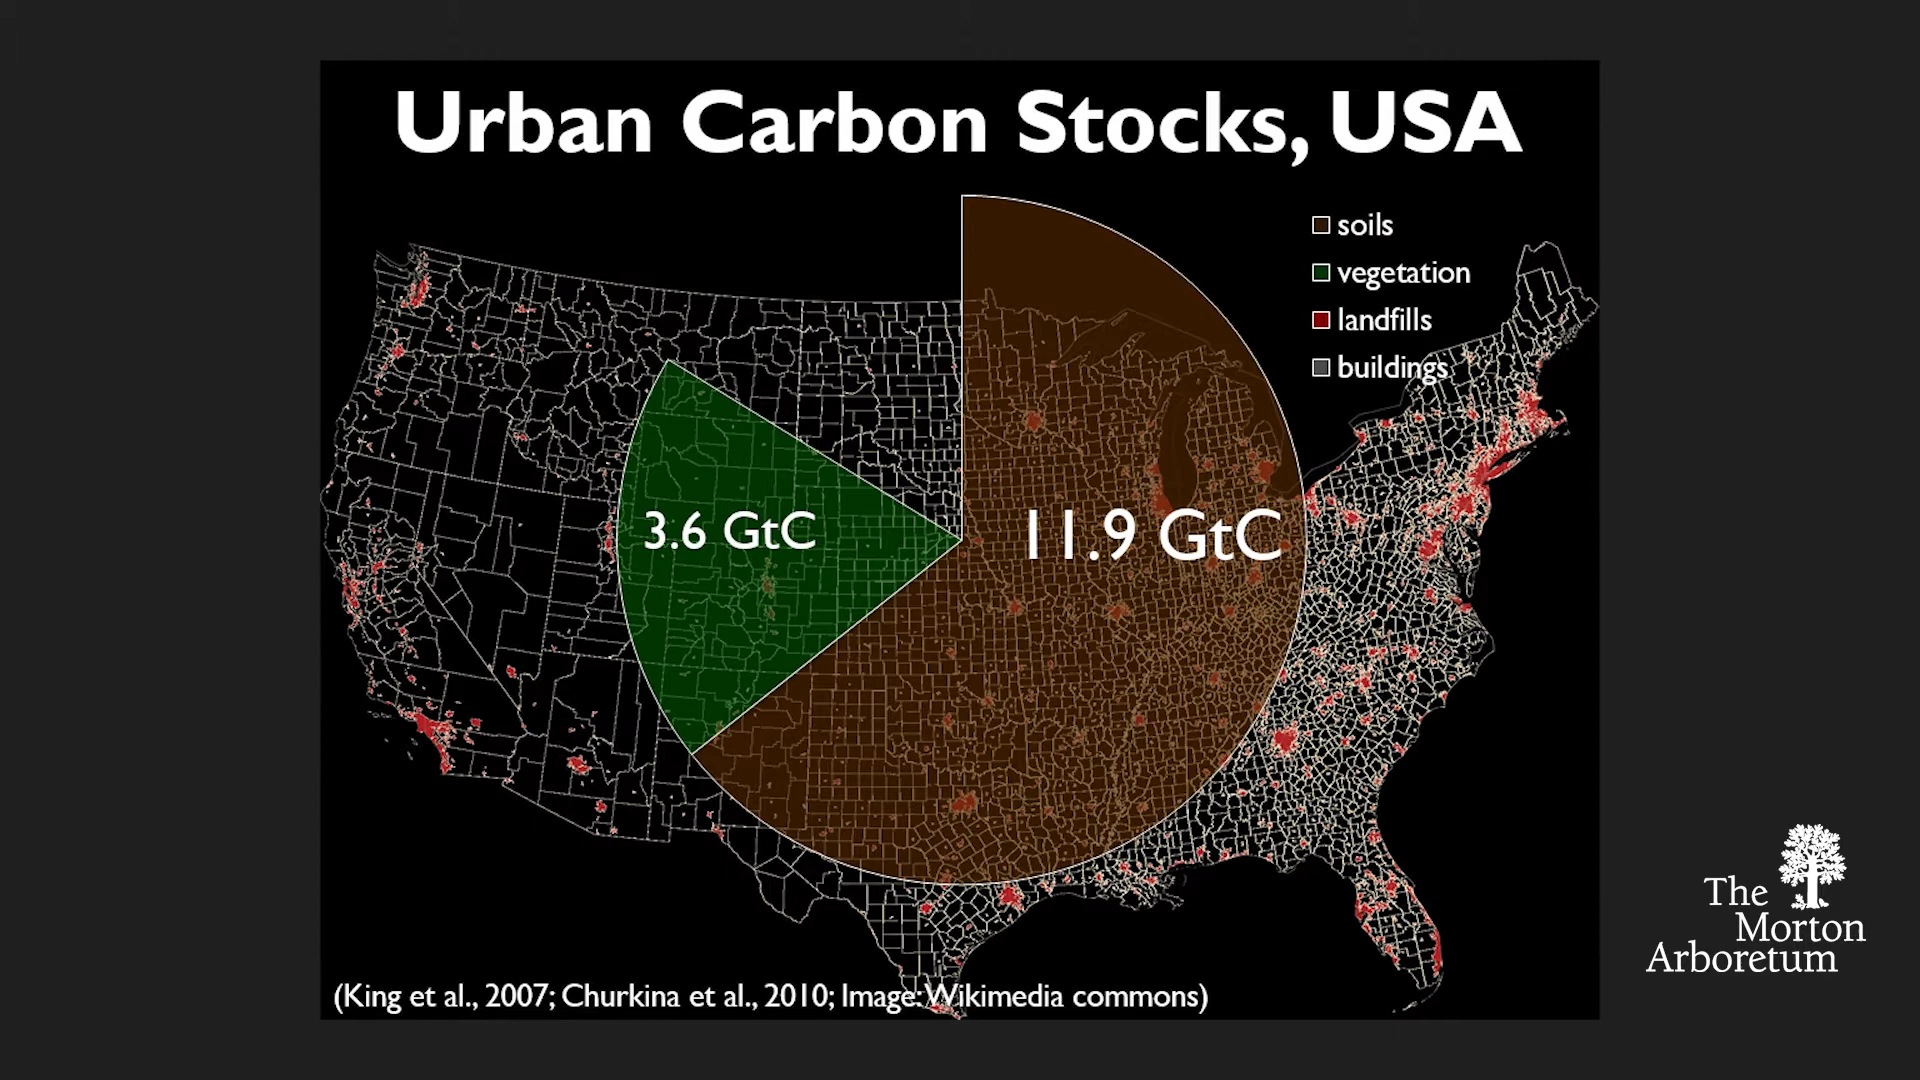 Urban Carbon Stocks, USA
soils
vegetation
landfills
buildings
3.6 GtC
11.9 GtC
(King et al., 2007; Churkina et al., 2010; Image: Wikimedia commons)
The
Morton
Arboretum